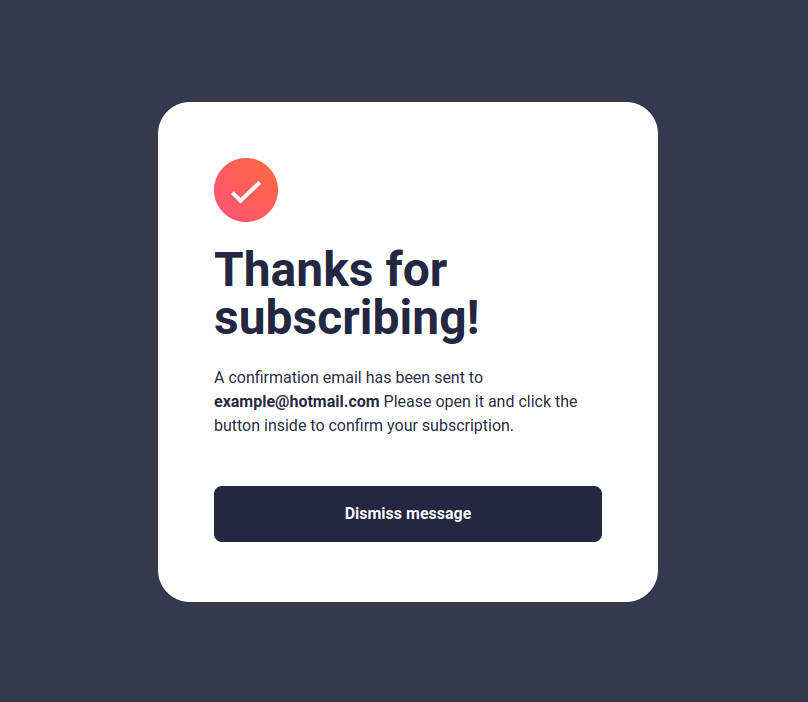 Thanks for
subscribing!
A confirmation email has been sent to
example@hotmail.com Please open it and click the
button inside to confirm your subscription.
Dismiss message